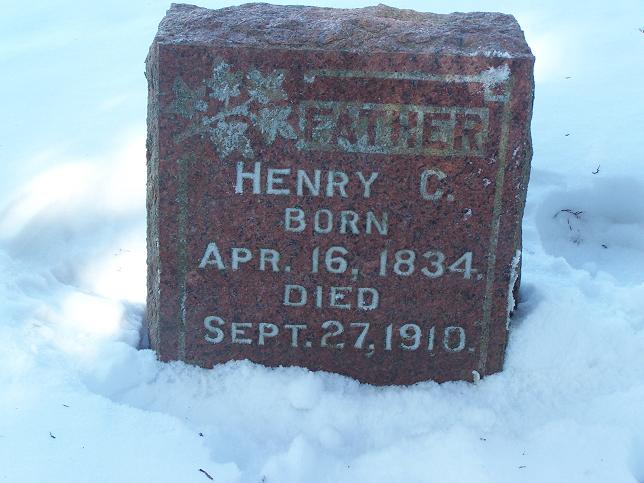 FATHER
HENRY C.
BORN
APR. 16, 1834.
DIED
SEPT. 27, 1910.